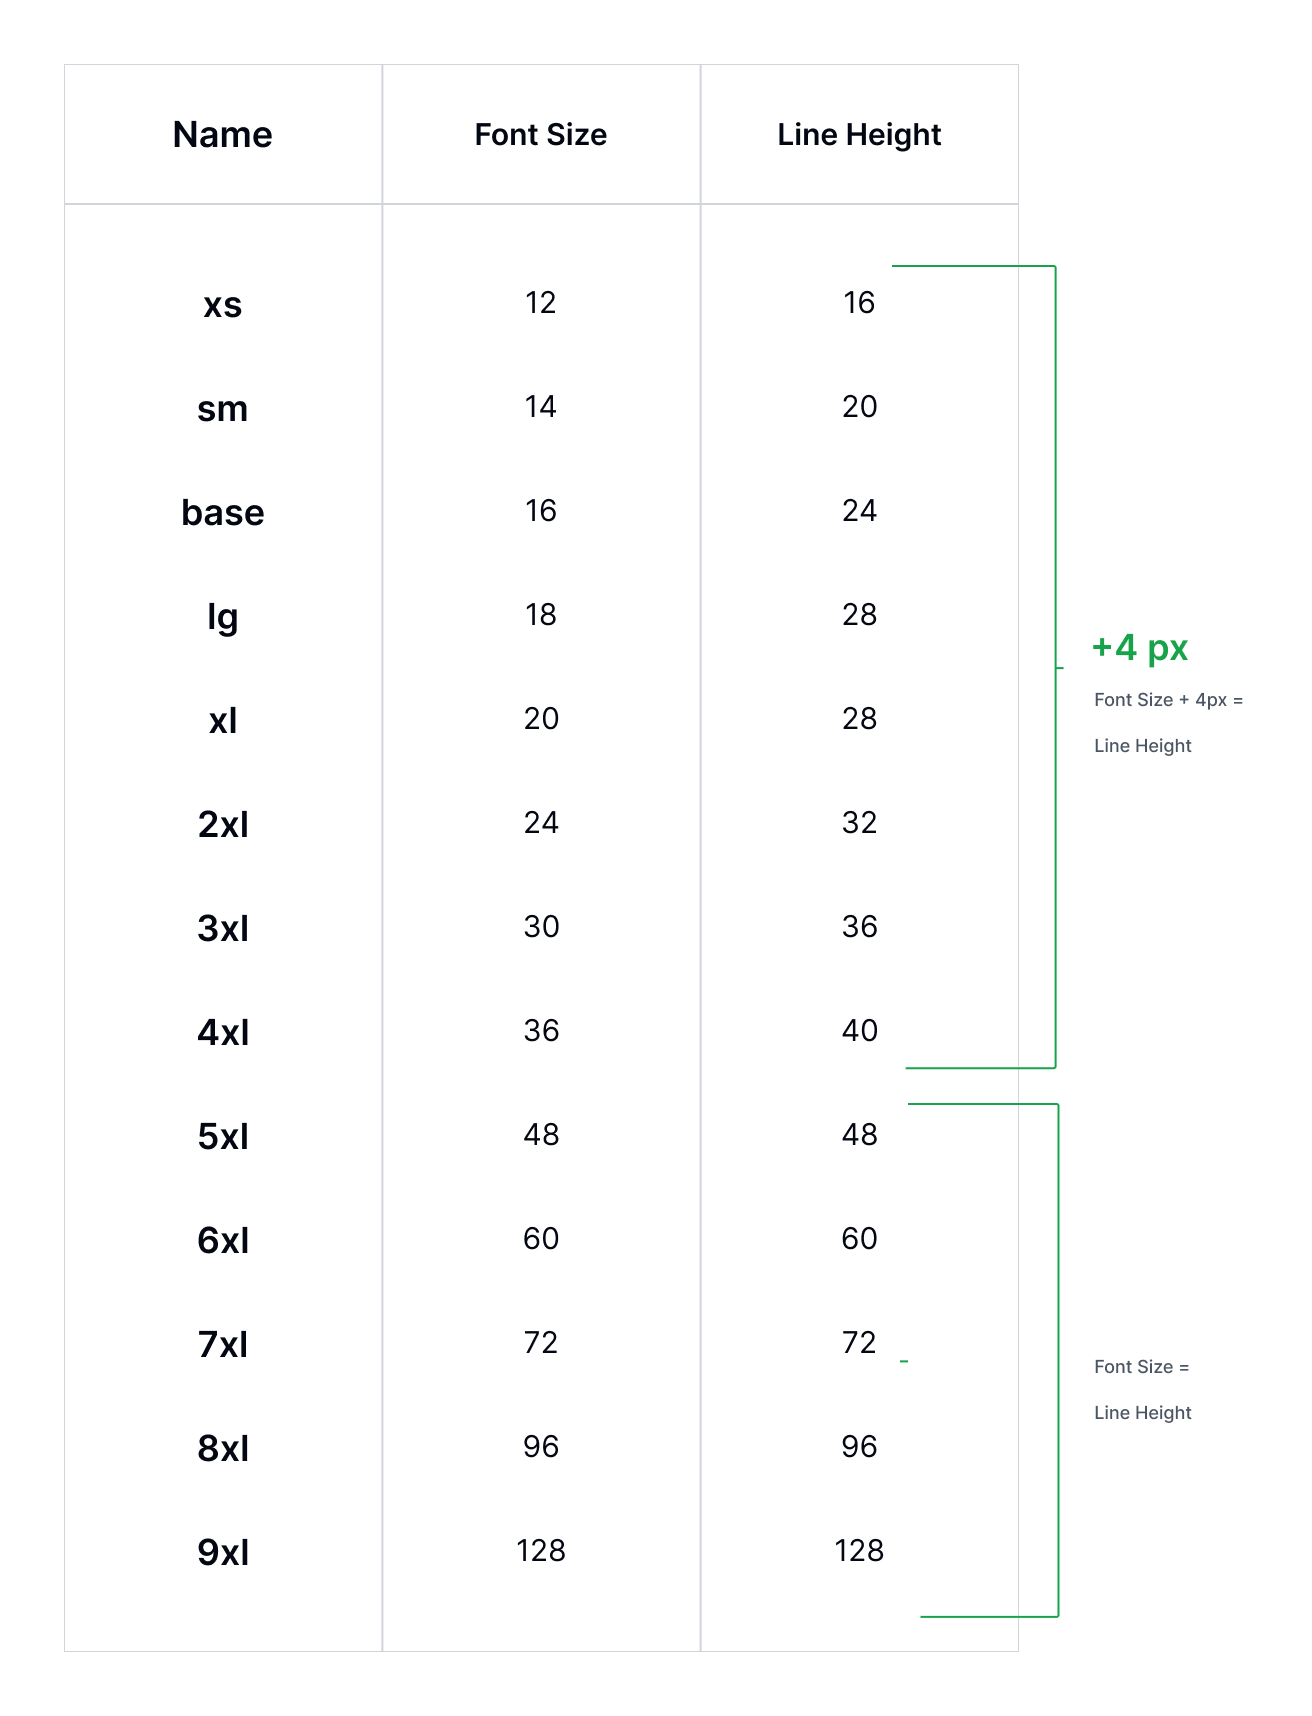 Name Font Size Line Height
xs 12 16
sm 14 20
base 16 24
lg 18 28
xl 20 28
2xl 24 32
3xl 30 36
4xl 36 40
5xl 48 48
6xl 60 60
7xl 72 72
8xl 96 96
9xl 128 128
+4 px
Font Size + 4px =
Line Height
Font Size =
Line Height